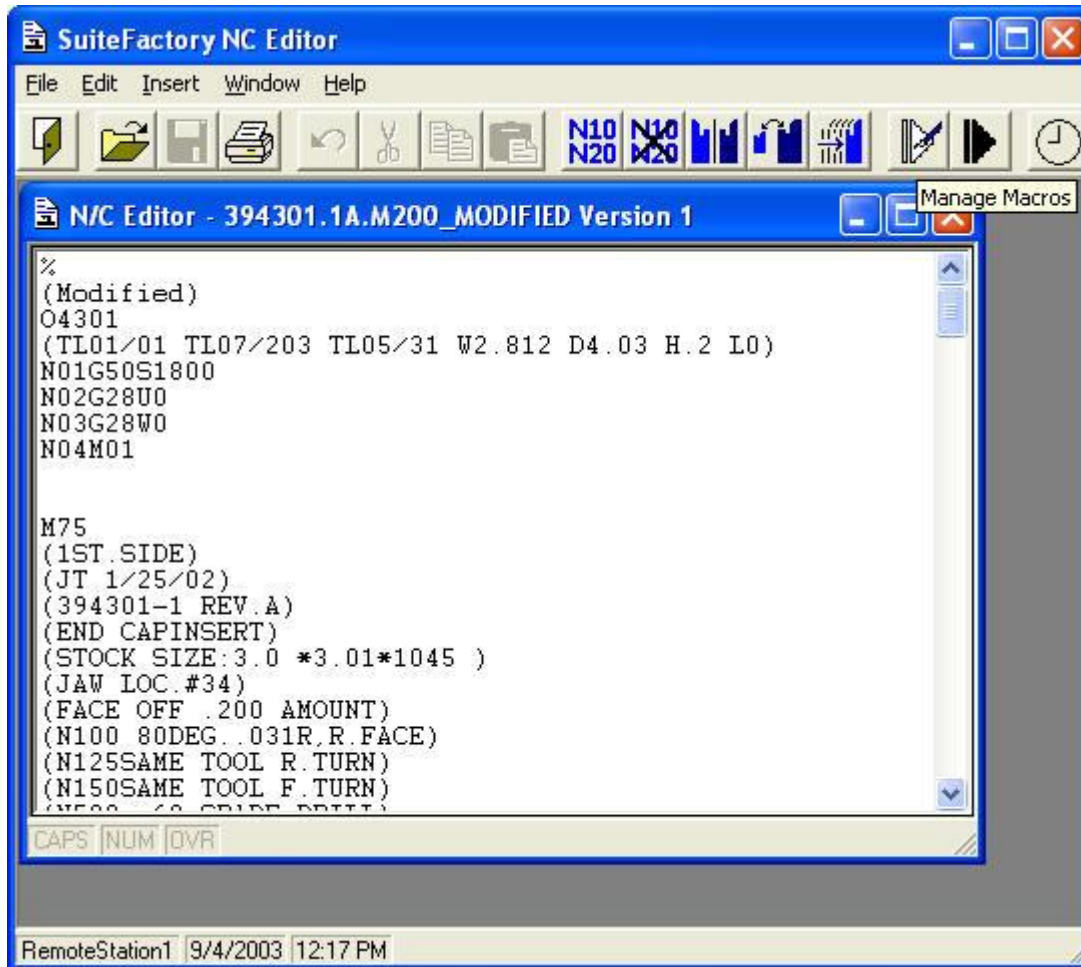 SuiteFactory NC Editor
File Edit Insert Window Help
N10 N10
N20 N20
Manage Macros
N/C Editor - 394301.1A.M200_MODIFIED Version 1
%
(Modified)
O4301
(TL01/01 TL07/203 TL05/31 W2.812 D4.03 H.2 L0)
N01G50S1800
N02G28U0
N03G28W0
N04M01
M75
(1ST.SIDE)
(JT 1/25/02)
(394301-1 REV.A)
(END CAPINSERT)
(STOCK SIZE:3.0 *3.01*1045 )
(JAW LOC.#34)
(FACE OFF .200 AMOUNT)
(N100 80DEG..031R,R.FACE)
(N125SAME TOOL R.TURN)
(N150SAME TOOL F.TURN)
CAPS NUM OVR
RemoteStation1 9/4/2003 12:17 PM